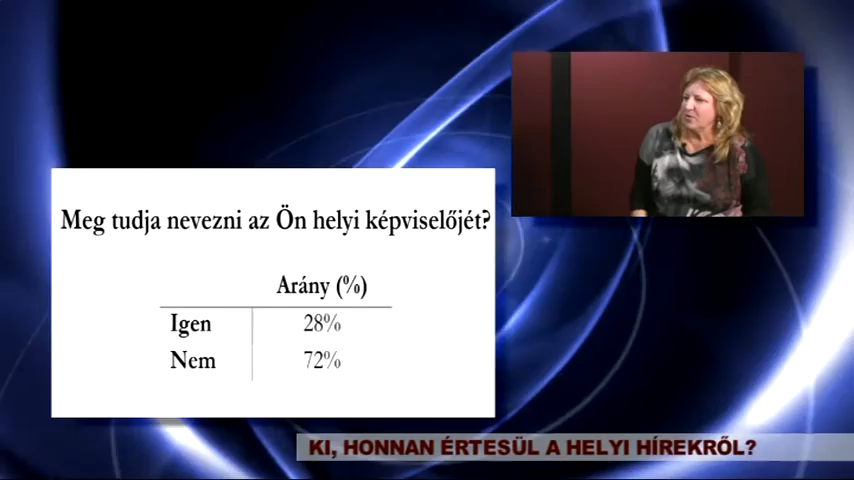 Meg tudja nevezni az Ön helyi képviselőjét?
Arány (%)
Igen 28%
Nem 72%
KI, HONNAN ÉRTESÜL A HELYI HÍREKRŐL?